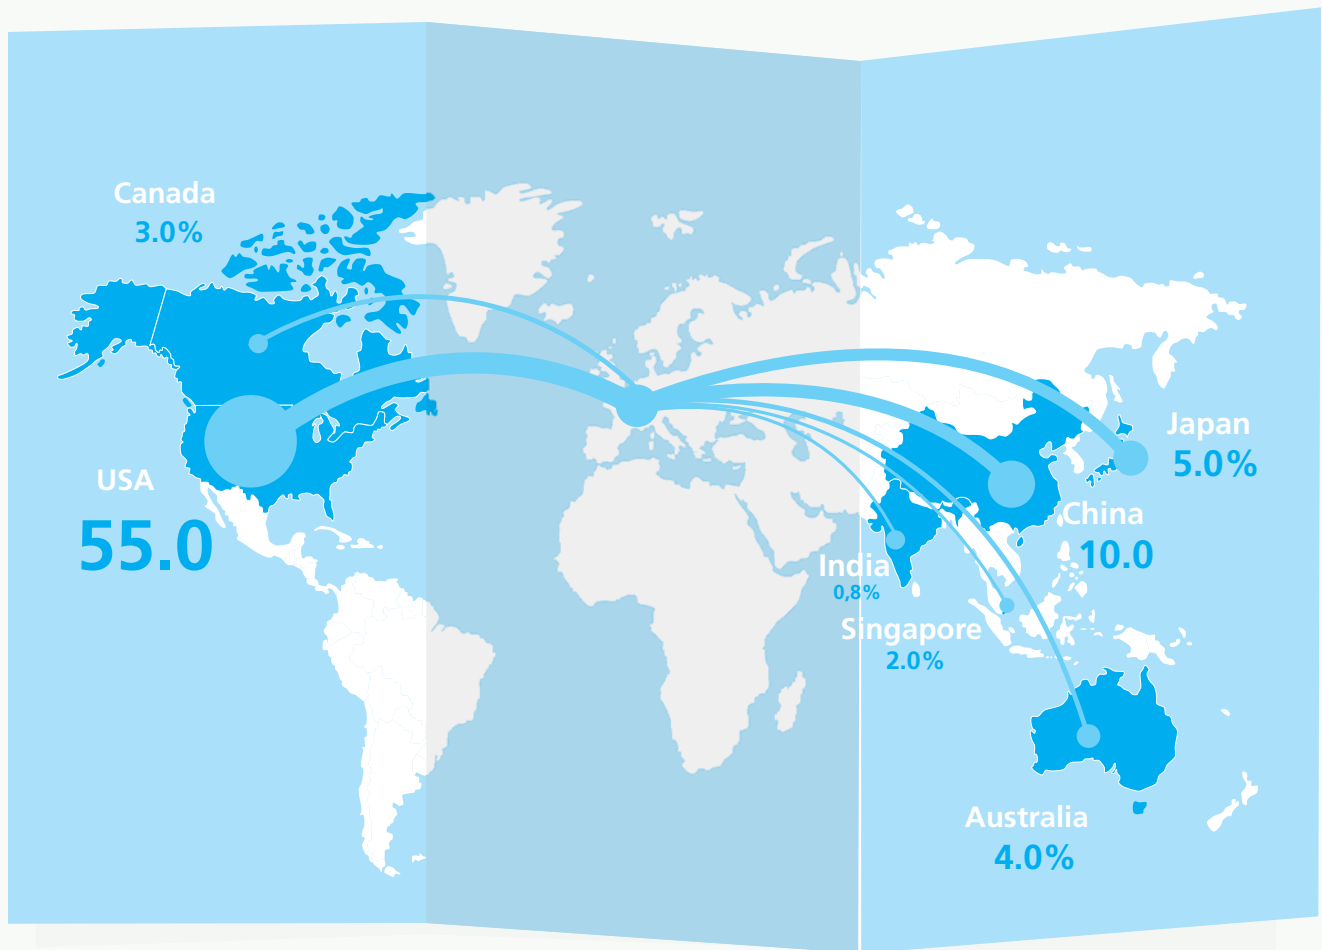 Canada
3.0%
USA
55.0
Japan
5.0%
China
10.0
India
0,8%
Singapore
2.0%
Australia
4.0%